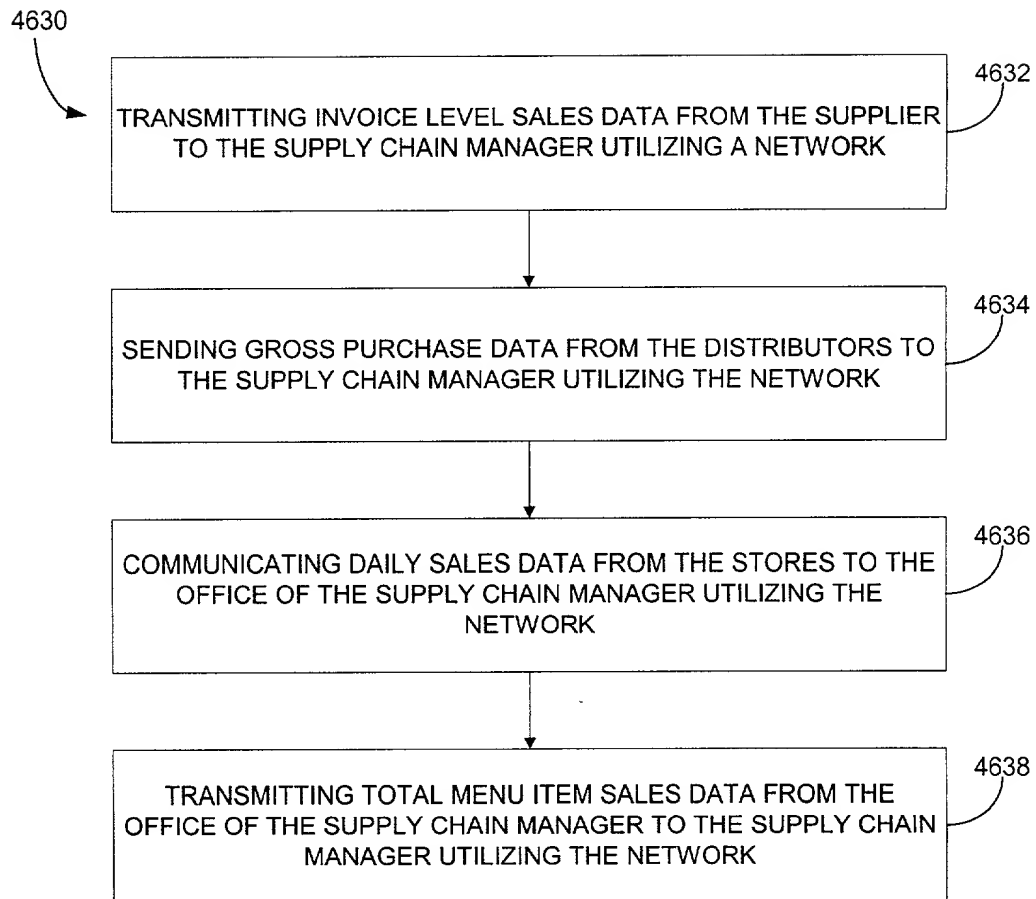 4630
4632
TRANSMITTING INVOICE LEVEL SALES DATA FROM THE SUPPLIER
TO THE SUPPLY CHAIN MANAGER UTILIZING A NETWORK
4634
SENDING GROSS PURCHASE DATA FROM THE DISTRIBUTORS TO
THE SUPPLY CHAIN MANAGER UTILIZING THE NETWORK
4636
COMMUNICATING DAILY SALES DATA FROM THE STORES TO THE
OFFICE OF THE SUPPLY CHAIN MANAGER UTILIZING THE
NETWORK
4638
TRANSMITTING TOTAL MENU ITEM SALES DATA FROM THE
OFFICE OF THE SUPPLY CHAIN MANAGER TO THE SUPPLY CHAIN
MANAGER UTILIZING THE NETWORK